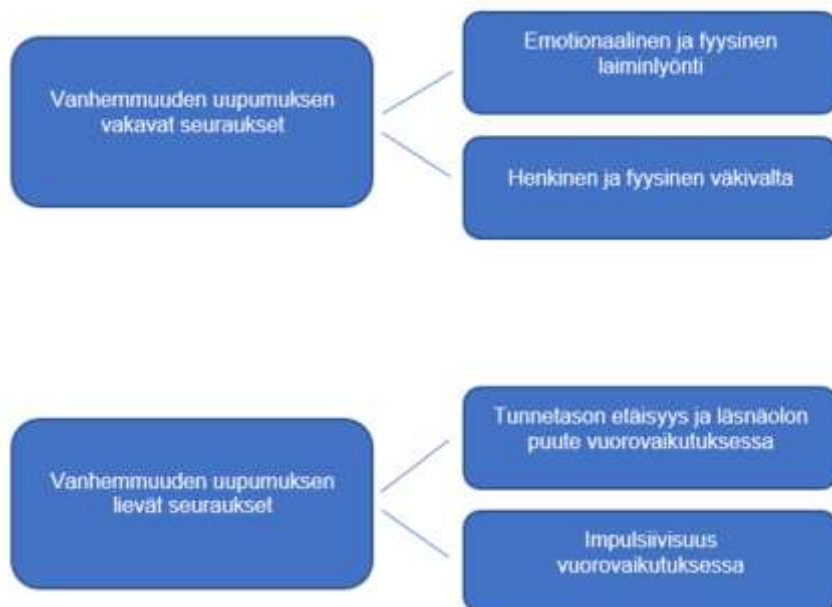 Emotionaalinen ja fyysinen
laiminlyönti
Vanhemmuuden uupumuksen
vakavat seuraukset
Henkinen ja fyysinen väkivalta
Tunnetason etäisyys ja läsnäolon
puute vuorovaikutuksessa
Vanhemmuuden uupumuksen
lievät seuraukset
Impulsiivisuus
vuorovaikutuksessa